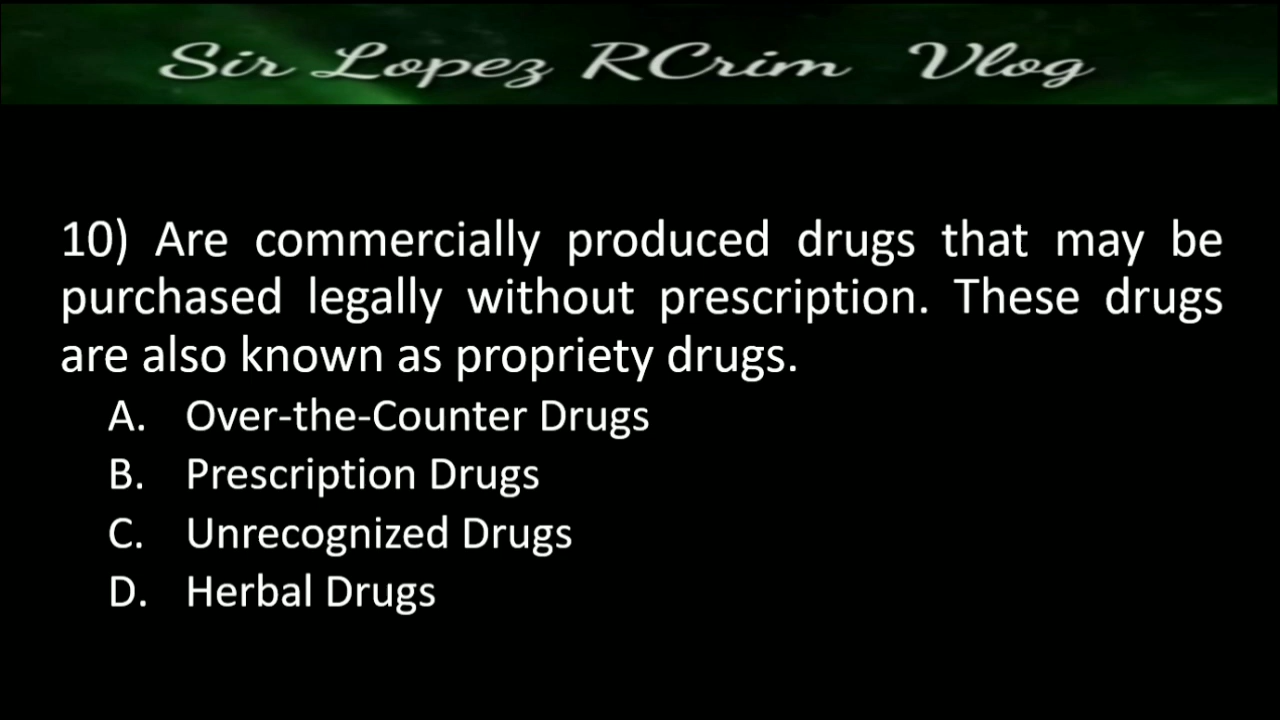 Sir Lopez RCrim Vlog
10) Are commercially produced drugs that may be
purchased legally without prescription. These drugs
are also known as propriety drugs.
A. Over-the-Counter Drugs
B. Prescription Drugs
C. Unrecognized Drugs
D. Herbal Drugs